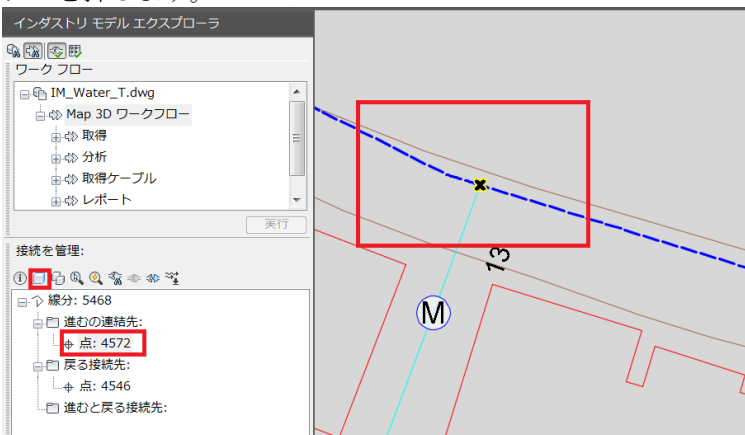 インダストリ モデル エクスプローラ
ワーク フロー
IM_Water_T.dwg
Map 3D ワークフロー
取得
分析
取得ケーブル
レポート
実行
接続を管理:
線分: 5468
進むの連結先:
点: 4572
戻る接続先:
点: 4546
進むと戻る接続先:
13
M